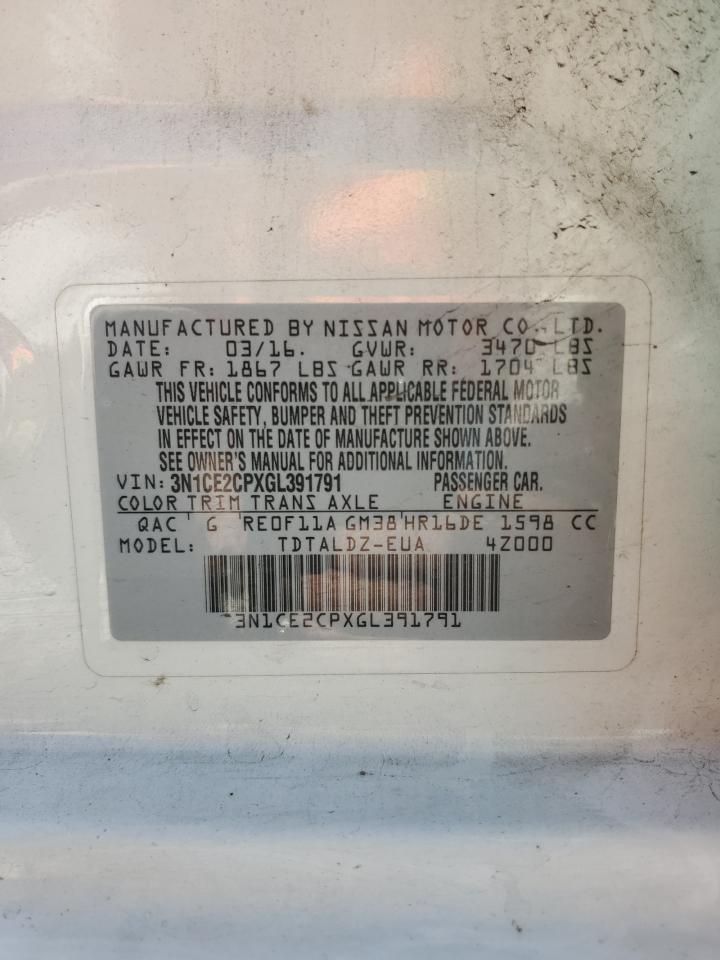 MANUFACTURED BY NISSAN MOTOR CO., LTD.
DATE: 03/16. GVWR: 3470 LBS
GAWR FR: 1867 LBS GAWR RR: 1704 LBS
THIS VEHICLE CONFORMS TO ALL APPLICABLE FEDERAL MOTOR
VEHICLE SAFETY, BUMPER AND THEFT PREVENTION STANDARDS
IN EFFECT ON THE DATE OF MANUFACTURE SHOWN ABOVE.
SEE OWNER'S MANUAL FOR ADDITIONAL INFORMATION.
VIN: 3N1CE2CPXGL391791 PASSENGER CAR.
COLOR TRIM TRANS AXLE ENGINE
QAC G RE0F11A GM38 HR16DE 1598 CC
MODEL: TDTALDZ-EUA 4Z000
3N1CE2CPXGL391791